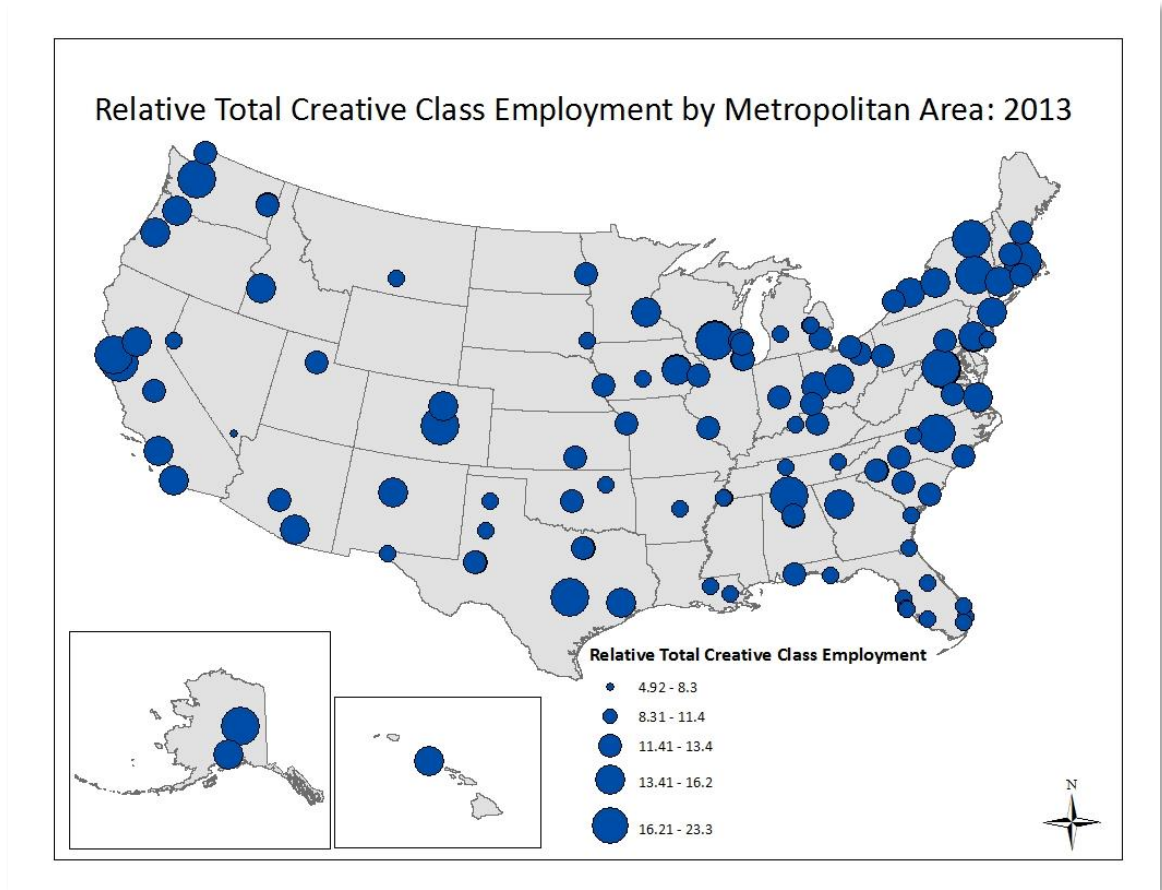 Relative Total Creative Class Employment by Metropolitan Area: 2013
Relative Total Creative Class Employment
4.92 - 8.3
8.31 - 11.4
11.41 - 13.4
13.41 - 16.2
16.21 - 23.3
N